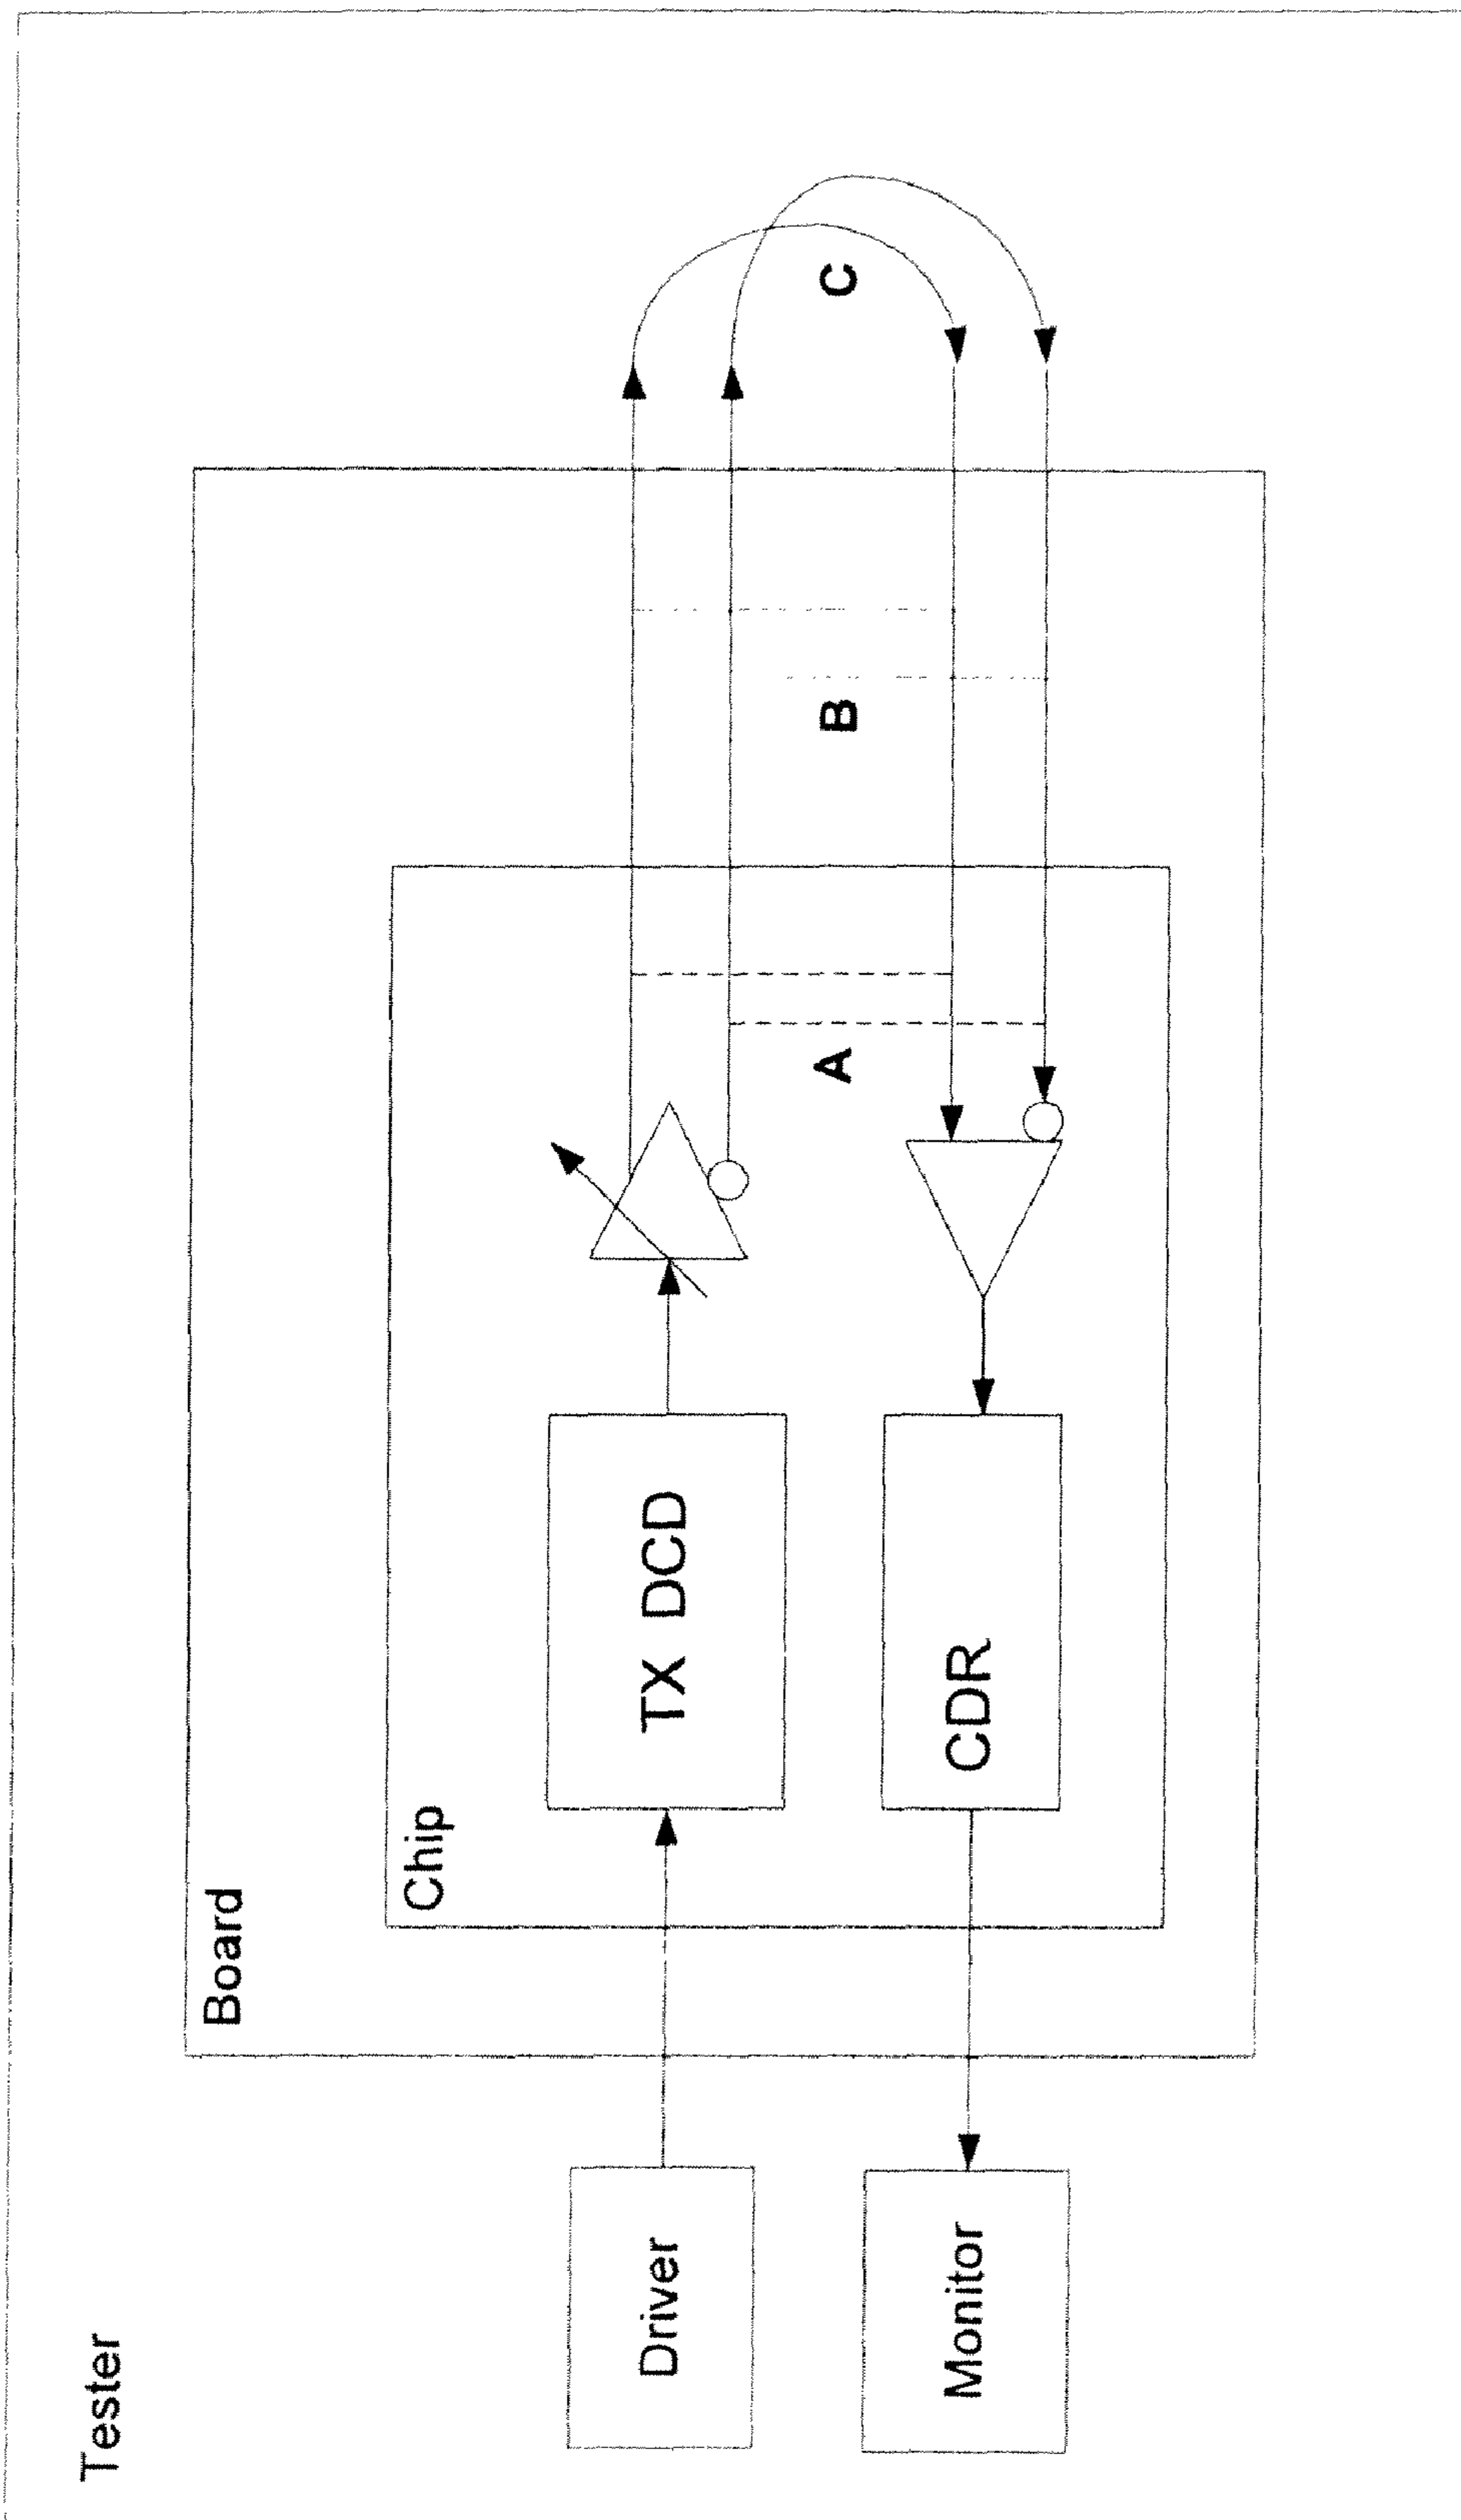 Tester
Board
Chip
Driver
TX DCD
A
B
C
Monitor
CDR